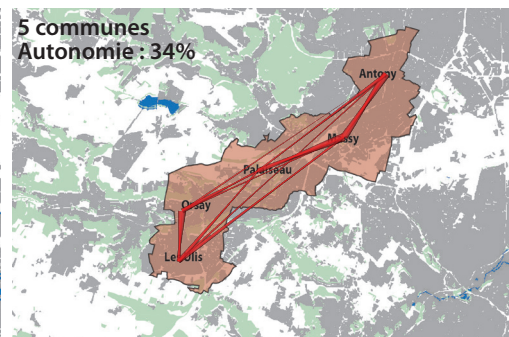 5 communes
Autonomie : 34%
Antony
Massy
Palaiseau
Orsay
Les Ulis